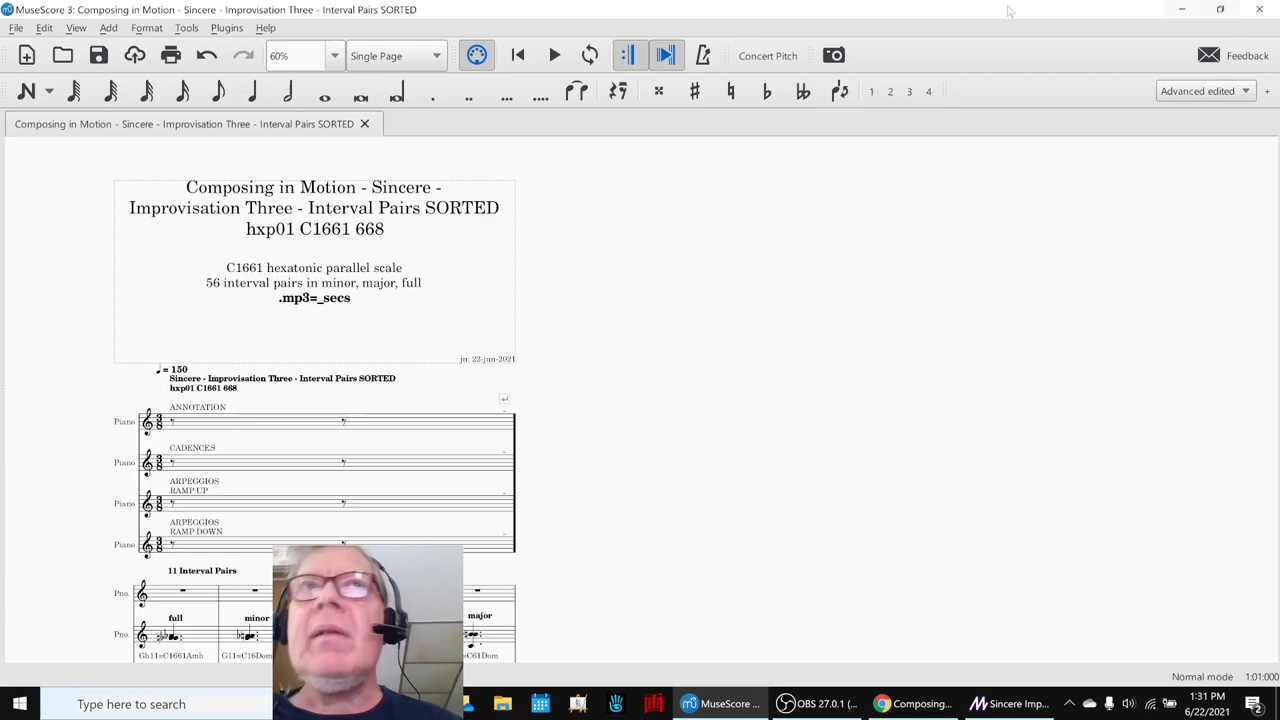 MuseScore 3: Composing in Motion - Sincere - Improvisation Three - Interval Pairs SORTED
File Edit View Add Format Tools Plugins Help
60% Single Page Concert Pitch Feedback
1 2 3 4 Advanced edited +
Composing in Motion - Sincere - Improvisation Three - Interval Pairs SORTED
Composing in Motion - Sincere -
Improvisation Three - Interval Pairs SORTED
hxp01 C1661 668
C1661 hexatonic parallel scale
56 interval pairs in minor, major, full
.mp3=_secs
jn: 22-jun-2021
= 150
Sincere - Improvisation Three - Interval Pairs SORTED
hxp01 C1661 668
ANNOTATION
Piano
CADENCES
Piano
ARPEGGIOS
RAMP UP
Piano
ARPEGGIOS
RAMP DOWN
Piano
11 Interval Pairs
Pno.
full minor major
Pno.
Gb11=C1661Amb G11=C16Dom =C61Dom
Normal mode 1:01:000
Type here to search
MuseScore ... OBS 27.0.1 (... Composing... Sincere Imp...
1:31 PM
6/22/2021
2